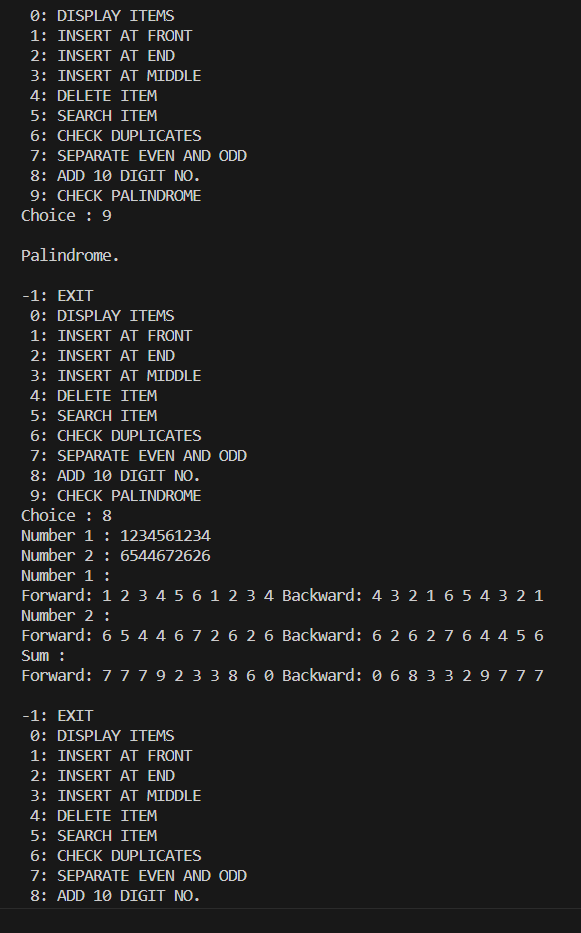 0: DISPLAY ITEMS
1: INSERT AT FRONT
2: INSERT AT END
3: INSERT AT MIDDLE
4: DELETE ITEM
5: SEARCH ITEM
6: CHECK DUPLICATES
7: SEPARATE EVEN AND ODD
8: ADD 10 DIGIT NO.
9: CHECK PALINDROME
Choice : 9
Palindrome.
-1: EXIT
0: DISPLAY ITEMS
1: INSERT AT FRONT
2: INSERT AT END
3: INSERT AT MIDDLE
4: DELETE ITEM
5: SEARCH ITEM
6: CHECK DUPLICATES
7: SEPARATE EVEN AND ODD
8: ADD 10 DIGIT NO.
9: CHECK PALINDROME
Choice : 8
Number 1 : 1234561234
Number 2 : 6544672626
Number 1 :
Forward: 1 2 3 4 5 6 1 2 3 4 Backward: 4 3 2 1 6 5 4 3 2 1
Number 2 :
Forward: 6 5 4 4 6 7 2 6 2 6 Backward: 6 2 6 2 7 6 4 4 5 6
Sum :
Forward: 7 7 7 9 2 3 3 8 6 0 Backward: 0 6 8 3 3 2 9 7 7 7
-1: EXIT
0: DISPLAY ITEMS
1: INSERT AT FRONT
2: INSERT AT END
3: INSERT AT MIDDLE
4: DELETE ITEM
5: SEARCH ITEM
6: CHECK DUPLICATES
7: SEPARATE EVEN AND ODD
8: ADD 10 DIGIT NO.